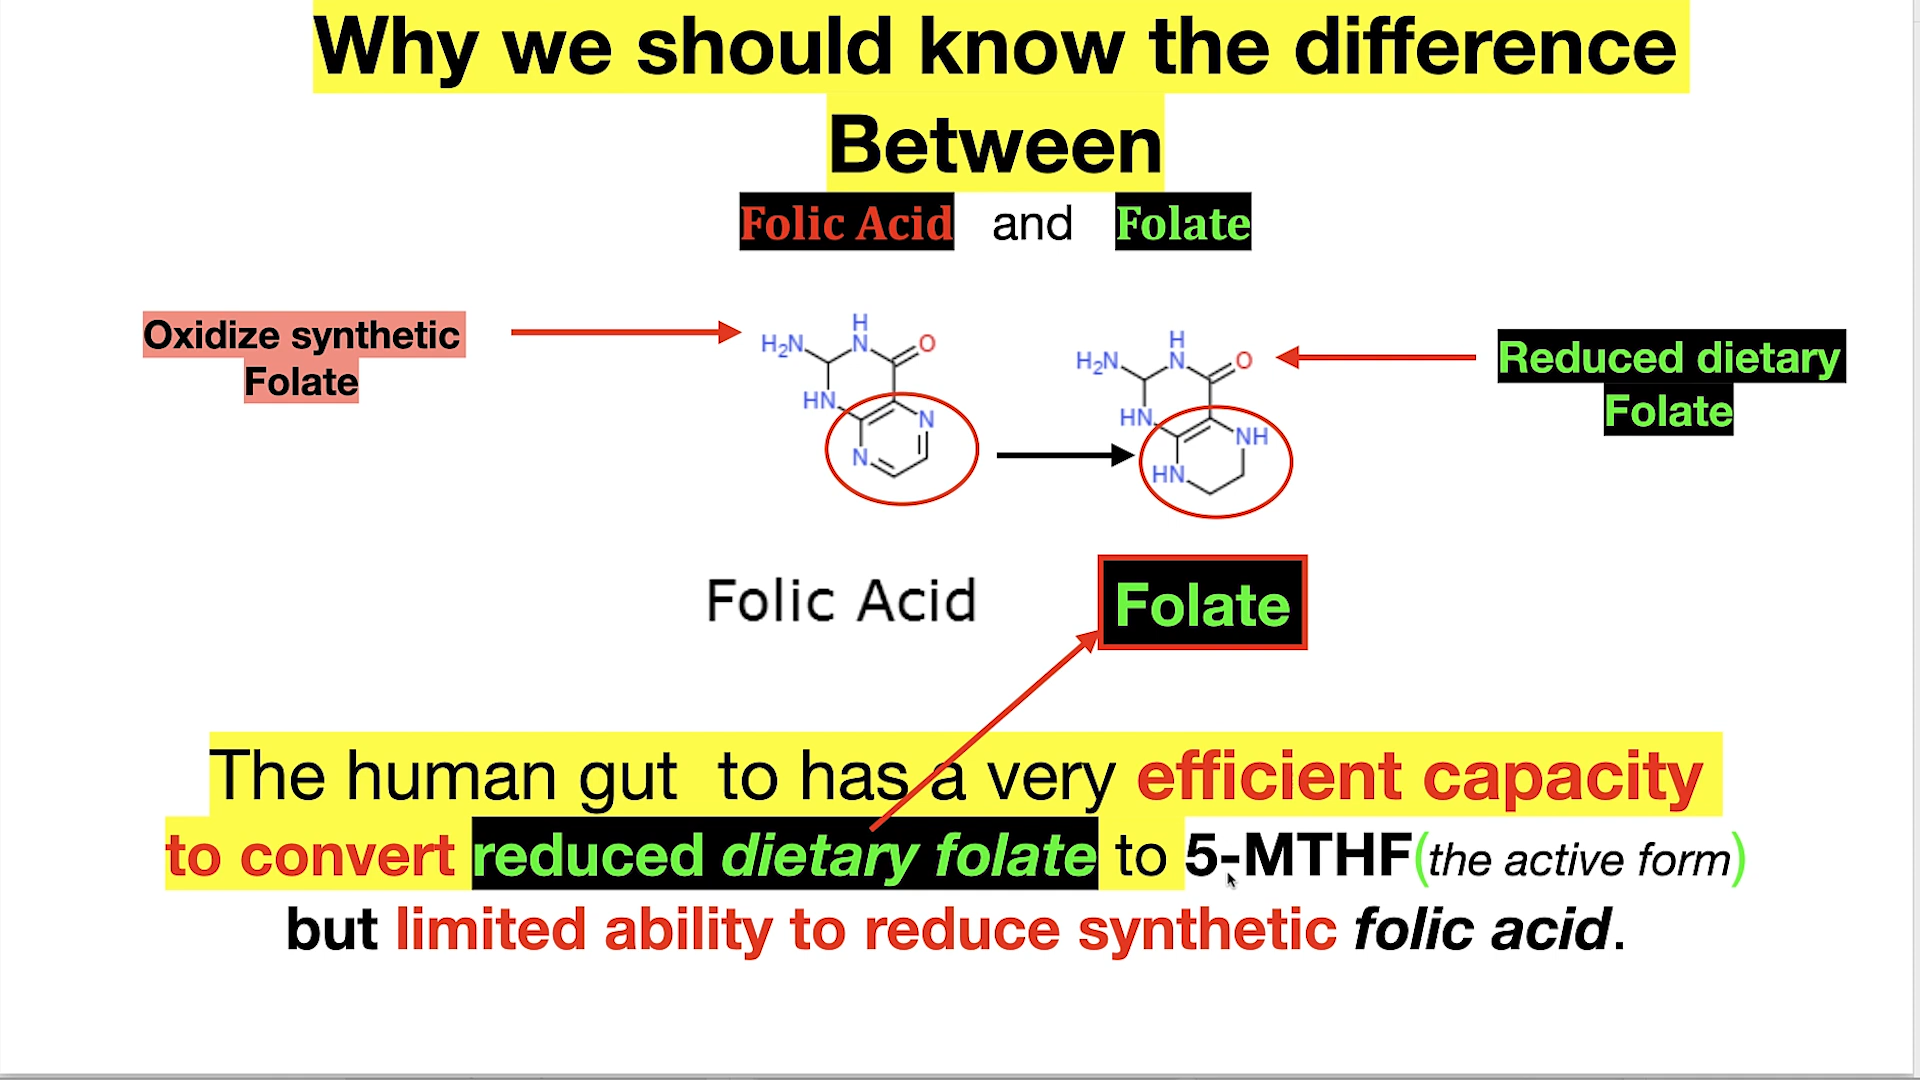 Why we should know the difference
Between
Folic Acid and Folate
Oxidize synthetic
Folate
H
H₂N N O
HN N
N
H
H₂N N O
HN NH
HN
Reduced dietary
Folate
Folic Acid Folate
The human gut to has a very efficient capacity
to convert reduced dietary folate to 5-MTHF(the active form)
but limited ability to reduce synthetic folic acid.